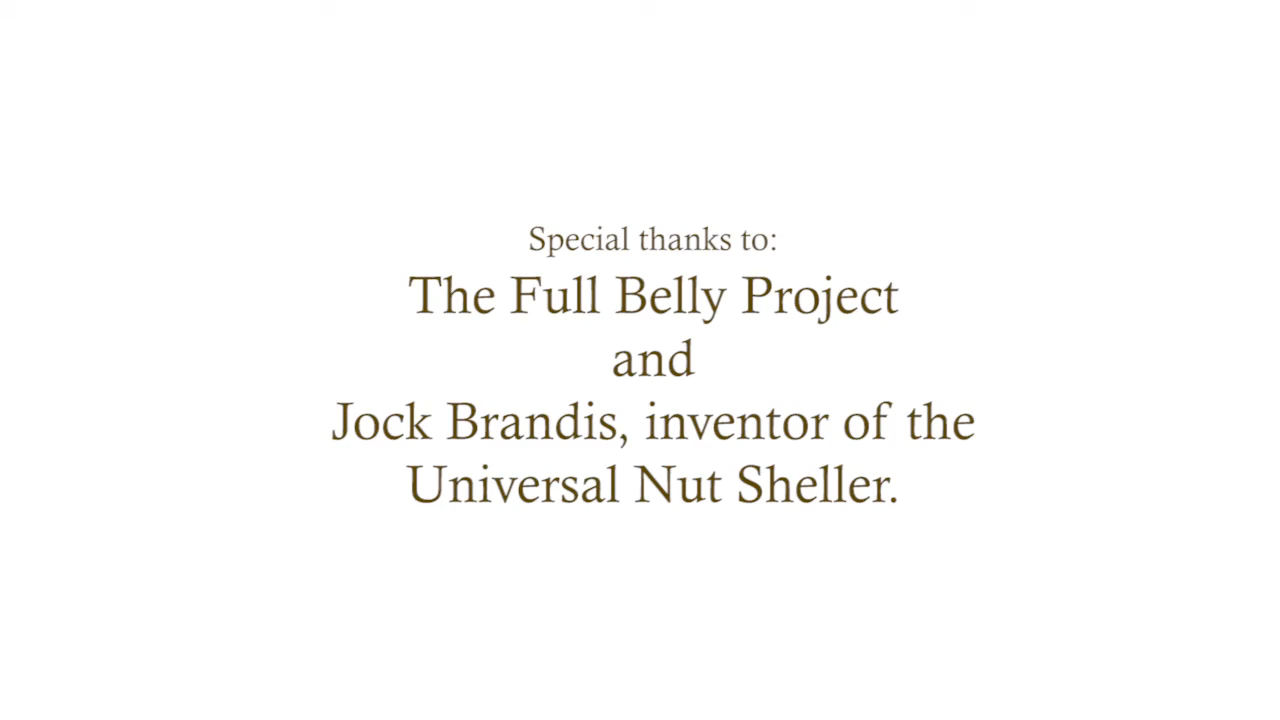 Special thanks to:
The Full Belly Project
and
Jock Brandis, inventor of the
Universal Nut Sheller.